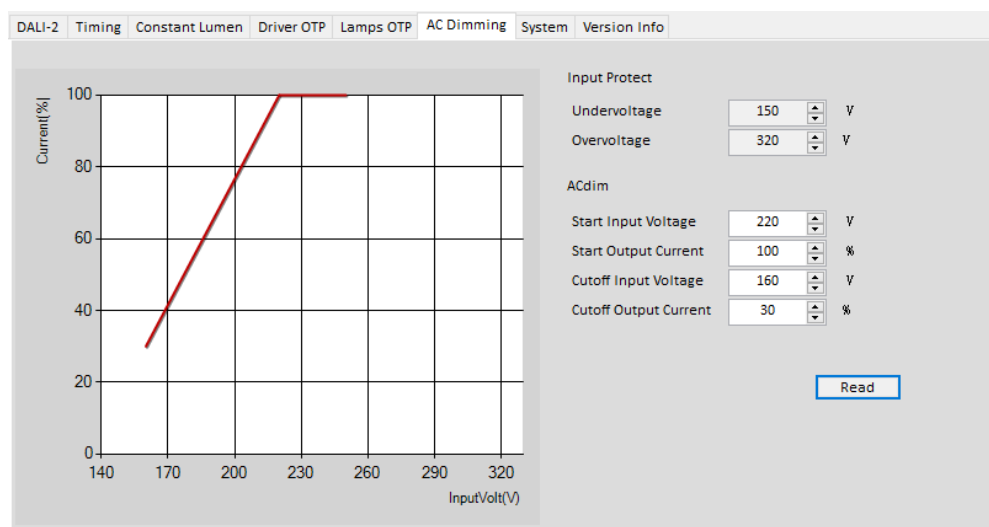 DALI-2 Timing Constant Lumen Driver OTP Lamps OTP AC Dimming System Version Info
Current[%]
100
80
60
40
20
0
140 170 200 230 260 290 320
InputVolt(V)
Input Protect
Undervoltage 150 V
Overvoltage 320 V
ACdim
Start Input Voltage 220 V
Start Output Current 100 %
Cutoff Input Voltage 160 V
Cutoff Output Current 30 %
Read